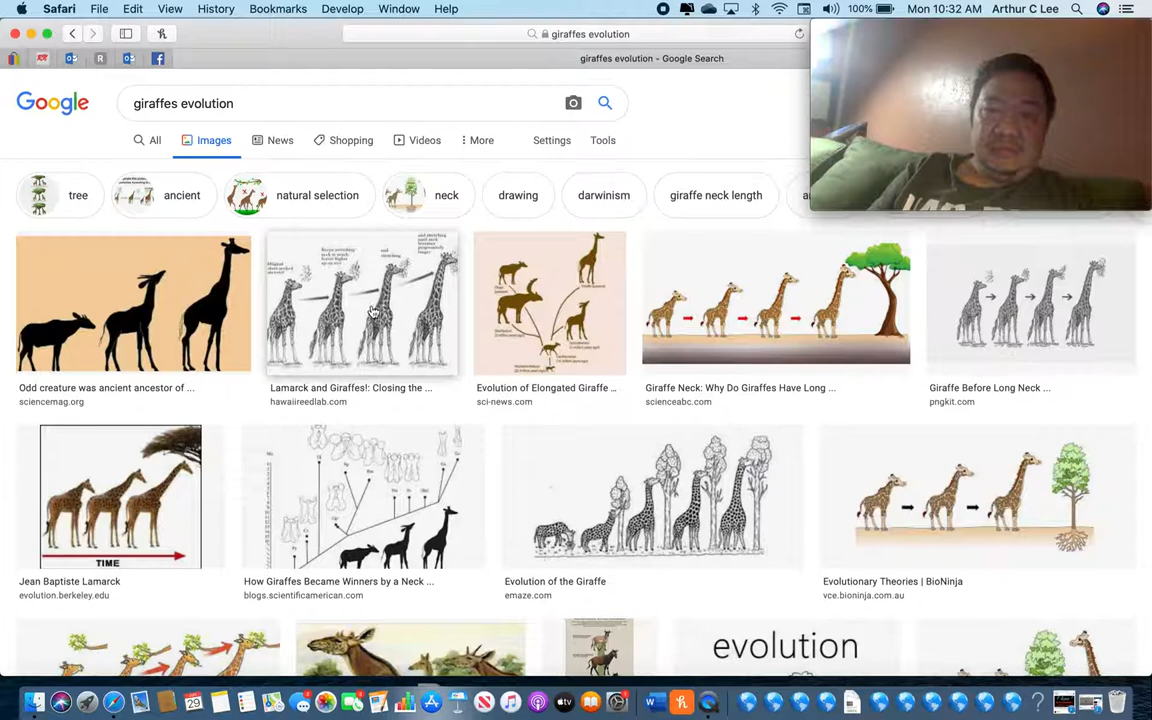 Safari File Edit View History Bookmarks Develop Window Help 100% Mon 10:32 AM Arthur C Lee
giraffes evolution
giraffes evolution - Google Search
Google giraffes evolution
All Images News Shopping Videos More Settings Tools
tree ancient natural selection neck drawing darwinism giraffe neck length
Odd creature was ancient ancestor of ...
sciencemag.org
Lamarck and Giraffes!: Closing the ...
hawaiireedlab.com
Evolution of Elongated Giraffe ...
sci-news.com
Giraffe Neck: Why Do Giraffes Have Long ...
scienceabc.com
Giraffe Before Long Neck ...
pngkit.com
TIME
Jean Baptiste Lamarck
evolution.berkeley.edu
How Giraffes Became Winners by a Neck ...
blogs.scientificamerican.com
Evolution of the Giraffe
emaze.com
Evolutionary Theories | BioNinja
vce.bioninja.com.au
evolution